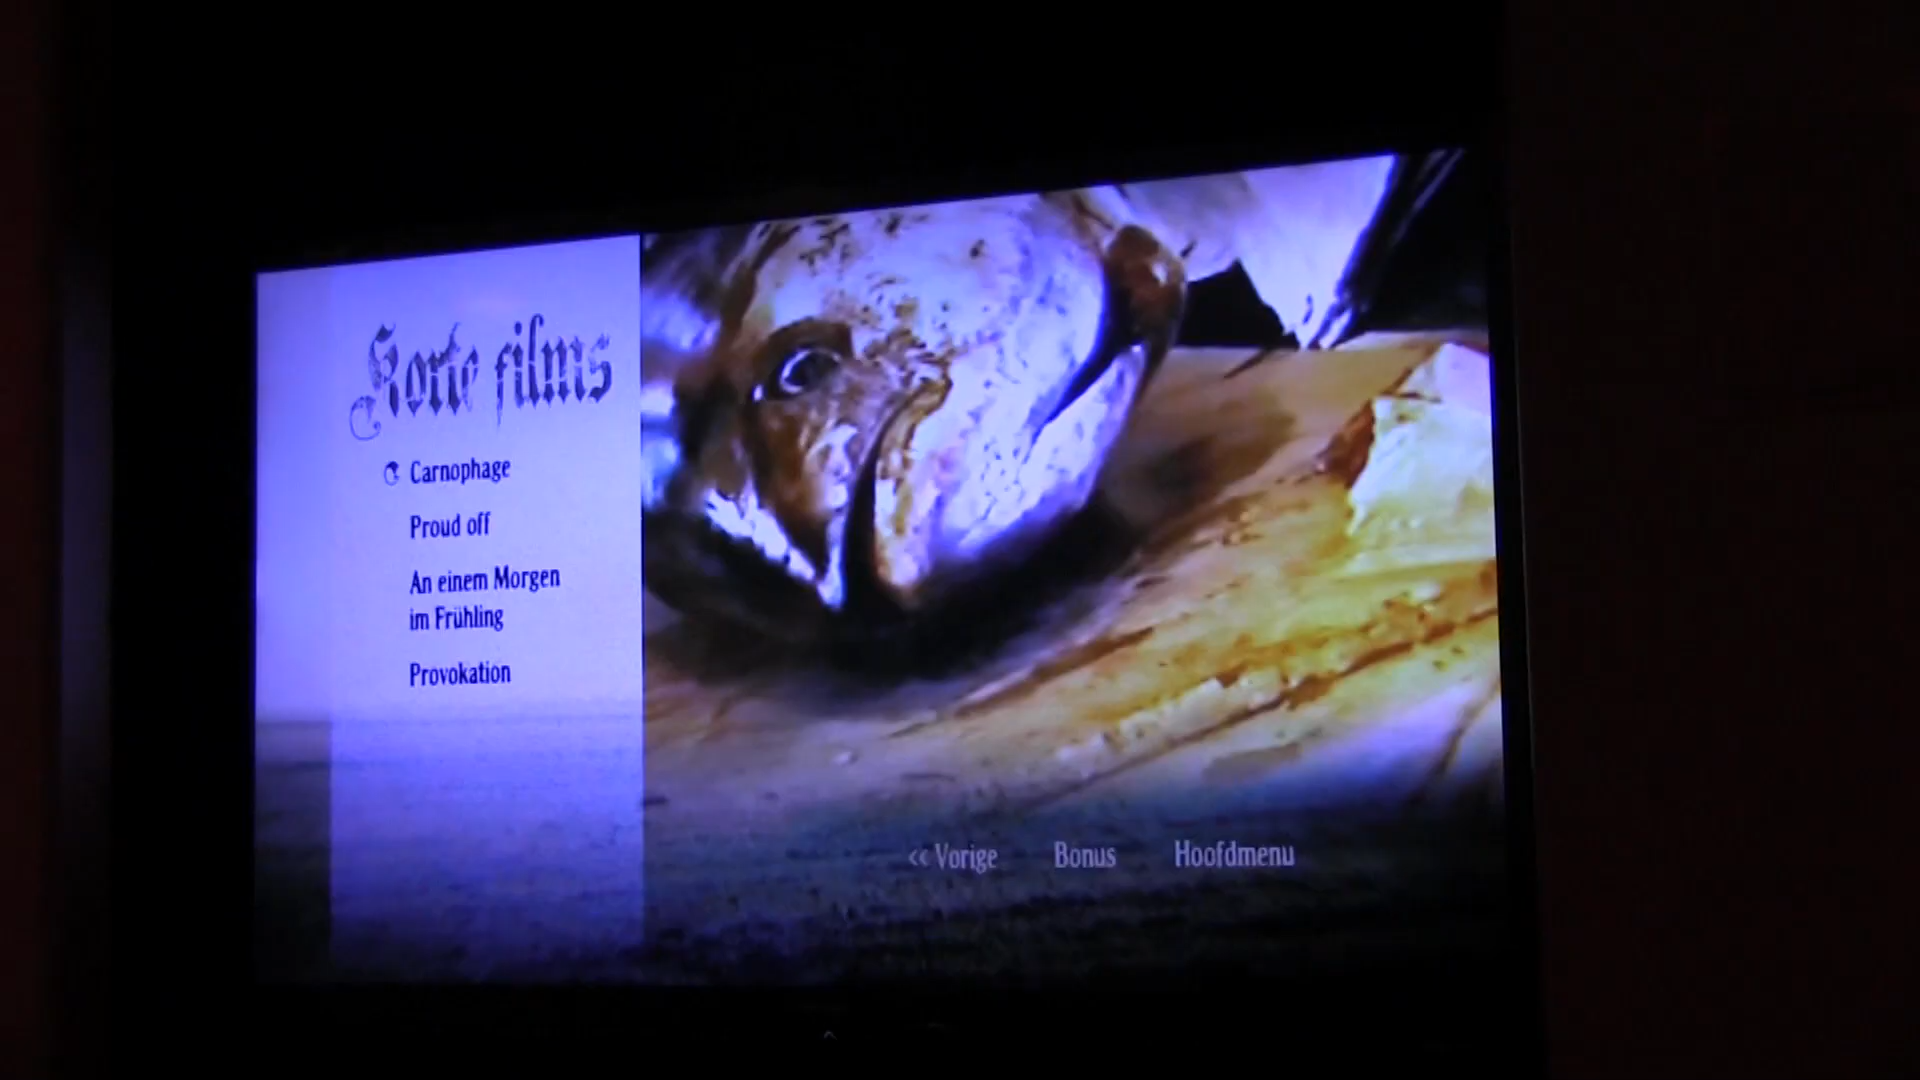 Korte films
Carnophage
Proud off
An einem Morgen
im Frühling
Provokation
<< Vorige Bonus Hoofdmenu